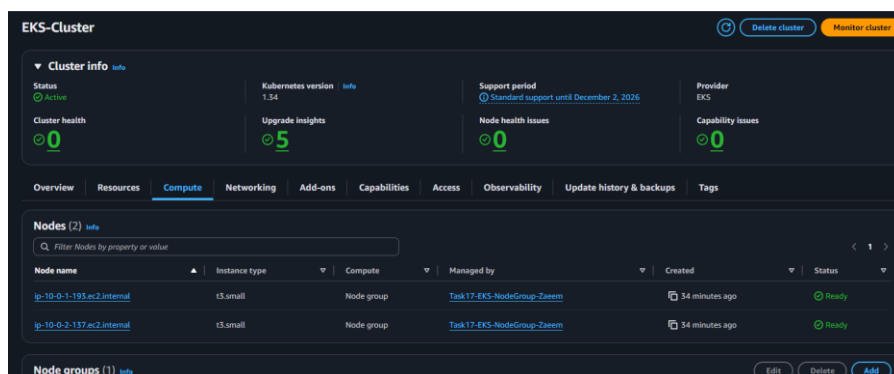 EKS-Cluster
Delete cluster
Monitor cluster
Cluster info Info
Status
Active
Kubernetes version Info
1.34
Support period
Standard support until December 2, 2026
Provider
EKS
Cluster health
0
Upgrade insights
5
Node health issues
0
Capability issues
0
Overview Resources Compute Networking Add-ons Capabilities Access Observability Update history & backups Tags
Nodes (2) Info
Filter Nodes by property or value
1
Node name Instance type Compute Managed by Created Status
ip-10-0-1-193.ec2.internal t3.small Node group Task17-EKS-NodeGroup-Zaeem 34 minutes ago Ready
ip-10-0-2-137.ec2.internal t3.small Node group Task17-EKS-NodeGroup-Zaeem 34 minutes ago Ready
Node groups (1) Info
Edit Delete Add